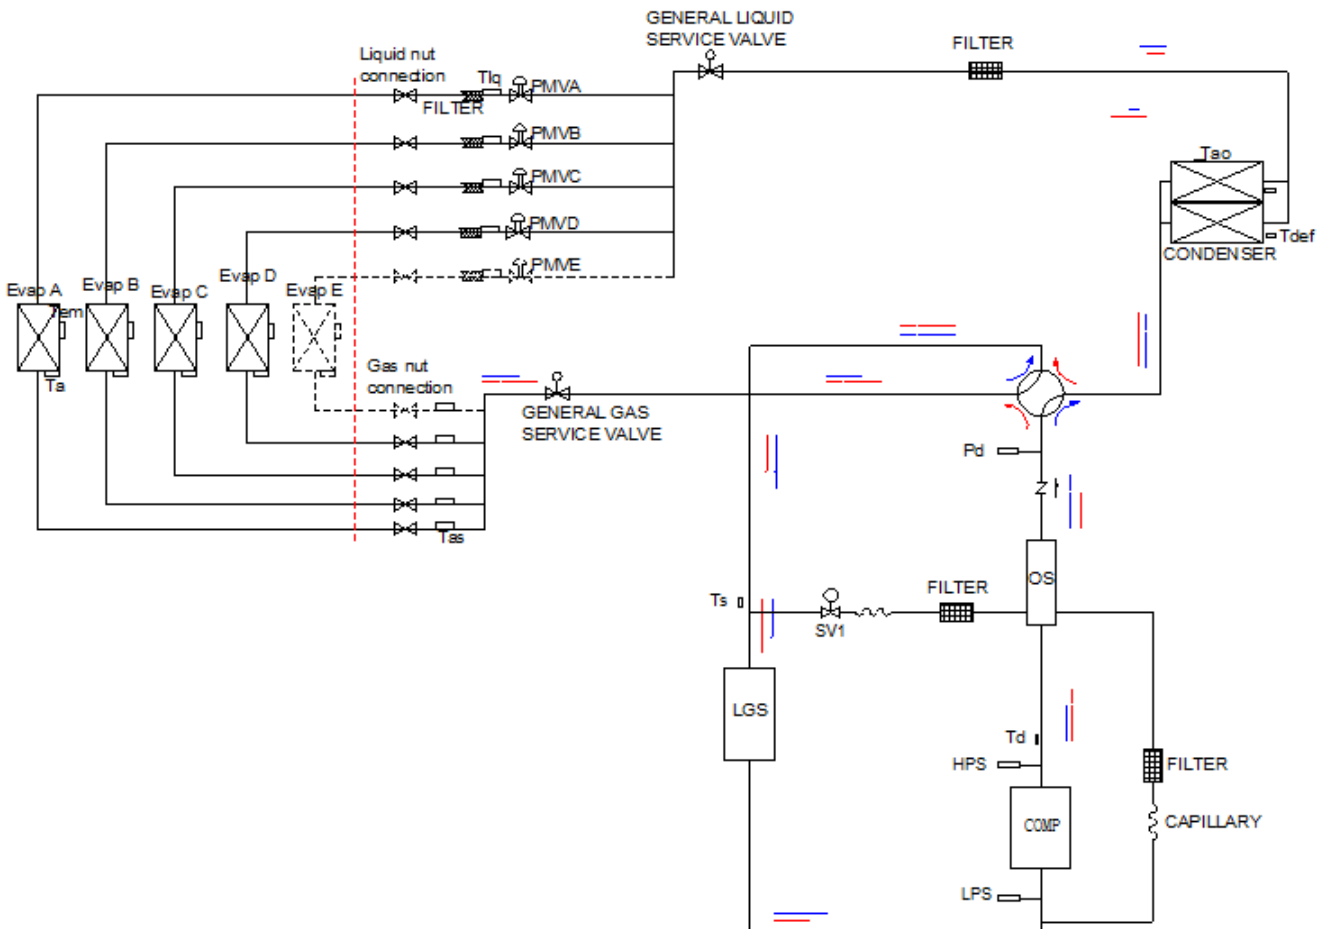 GENERAL LIQUID
SERVICE VALVE
FILTER
Liquid nut
connection
Tlq
PMVA
FILTER
PMVB
PMVC
PMVD
PMVE
Tao
Tdef
CONDENSER
Evap A
Evap B
Evap C
Evap D
Evap E
Tem
Ta
Gas nut
connection
GENERAL GAS
SERVICE VALVE
Pd
Tas
OS
FILTER
Ts
SV1
LGS
Td
HPS
FILTER
COMP
CAPILLARY
LPS